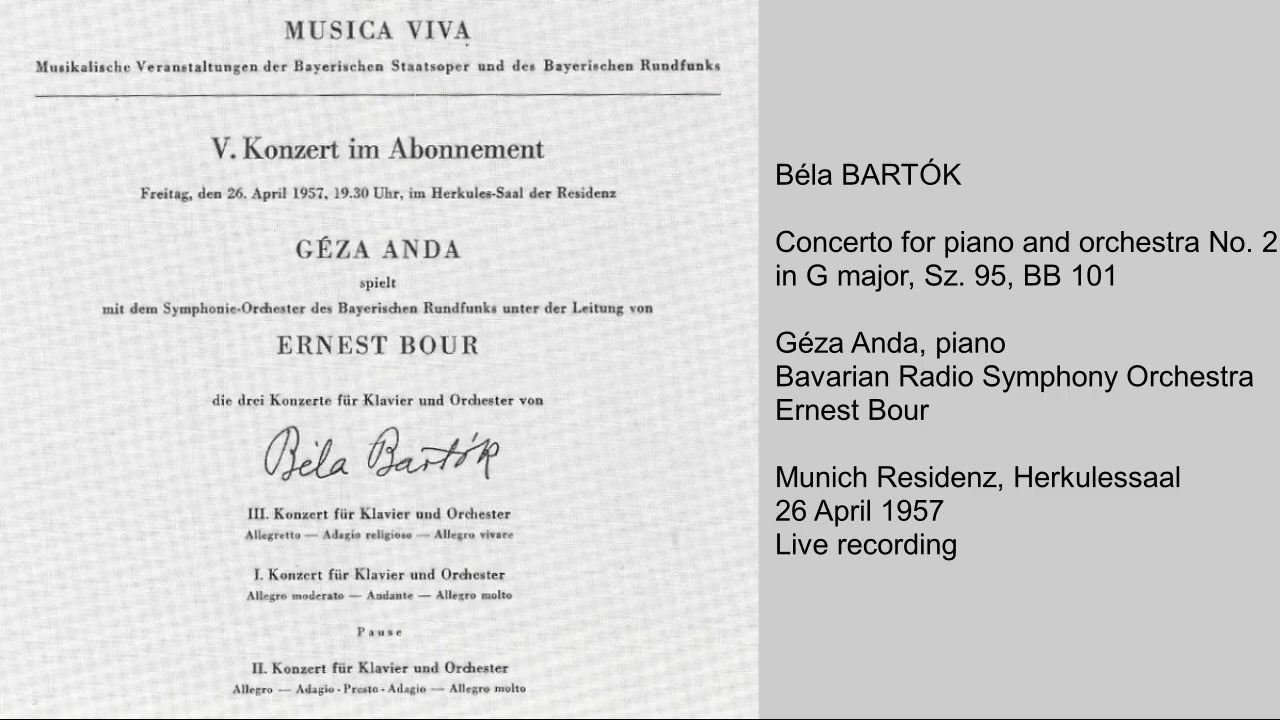 MUSICA VIVA
Musikalische Veranstaltungen der Bayerischen Staatsoper und des Bayerischen Rundfunks
V. Konzert im Abonnement
Freitag, den 26. April 1957, 19.30 Uhr, im Herkules-Saal der Residenz
GÉZA ANDA
spielt
mit dem Symphonie-Orchester des Bayerischen Rundfunks unter der Leitung von
ERNEST BOUR
die drei Konzerte für Klavier und Orchester von
Béla Bartók
III. Konzert für Klavier und Orchester
Allegretto — Adagio religioso — Allegro vivace
I. Konzert für Klavier und Orchester
Allegro moderato — Andante — Allegro molto
Pause
II. Konzert für Klavier und Orchester
Allegro — Adagio - Presto - Adagio — Allegro molto
Béla BARTÓK
Concerto for piano and orchestra No. 2
in G major, Sz. 95, BB 101
Géza Anda, piano
Bavarian Radio Symphony Orchestra
Ernest Bour
Munich Residenz, Herkulessaal
26 April 1957
Live recording